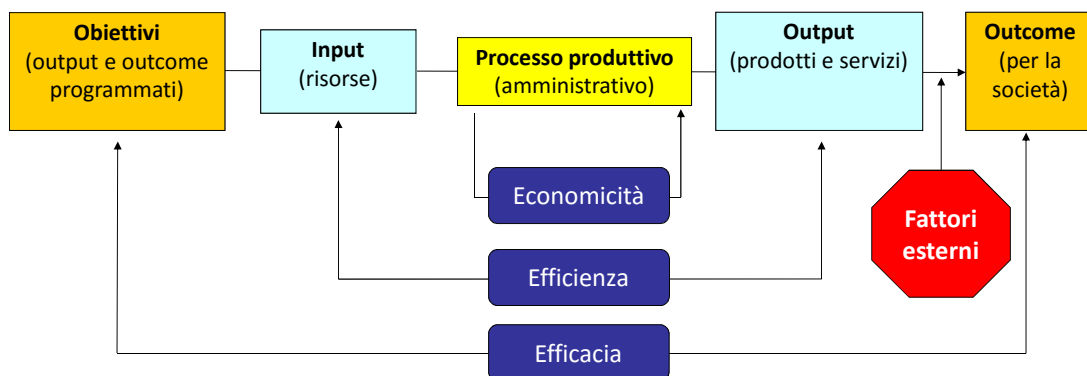 Obiettivi
(output e outcome
programmati)
Input
(risorse)
Processo produttivo
(amministrativo)
Output
(prodotti e servizi)
Outcome
(per la
società)
Economicità
Fattori
esterni
Efficienza
Efficacia